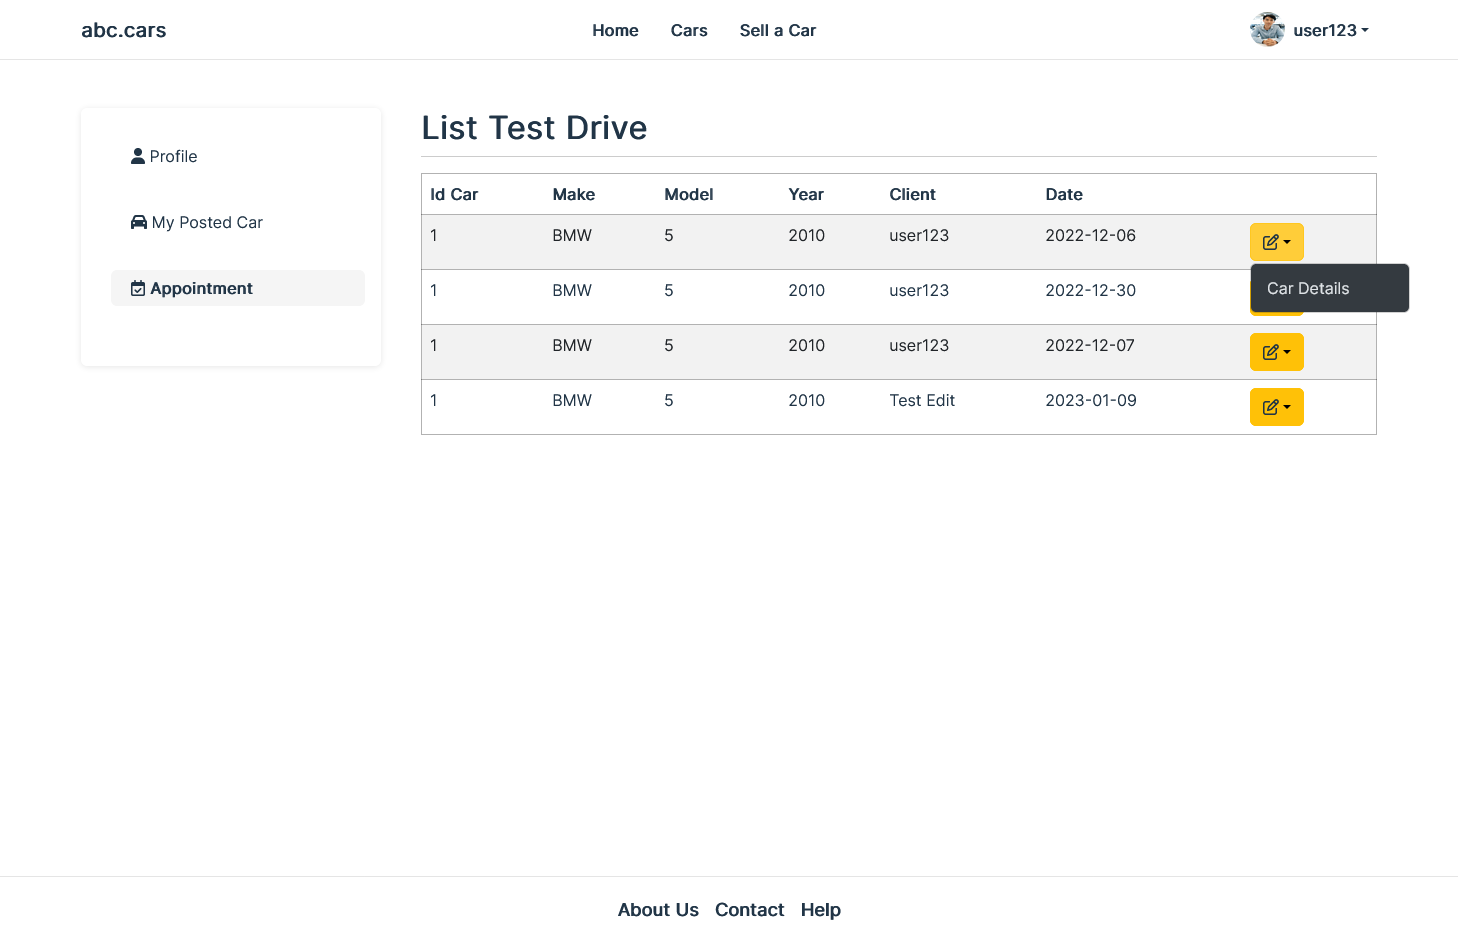 abc.cars Home Cars Sell a Car user123
Profile
My Posted Car
Appointment
List Test Drive
Id Car Make Model Year Client Date
1 BMW 5 2010 user123 2022-12-06
Car Details
1 BMW 5 2010 user123 2022-12-30
1 BMW 5 2010 user123 2022-12-07
1 BMW 5 2010 Test Edit 2023-01-09
About Us Contact Help